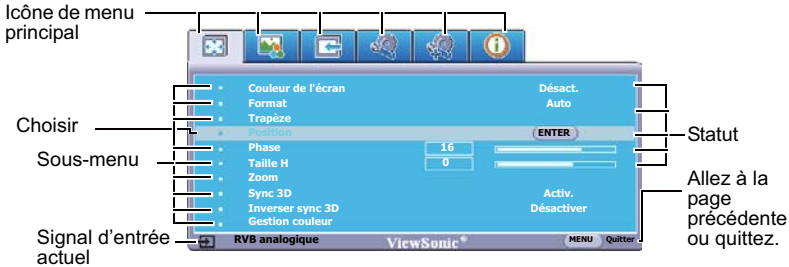 Icône de menu
principal
Couleur de l'écran Désact.
Format Auto
Trapèze
Choisir
Position ENTER
Statut
Phase 16
Sous-menu
Taille H 0
Zoom
Sync 3D Activ.
Inverser sync 3D Désactiver
Gestion couleur
Allez à la
page
précédente
ou quittez.
Signal d'entrée
actuel
RVB analogique ViewSonic® MENU Quitter